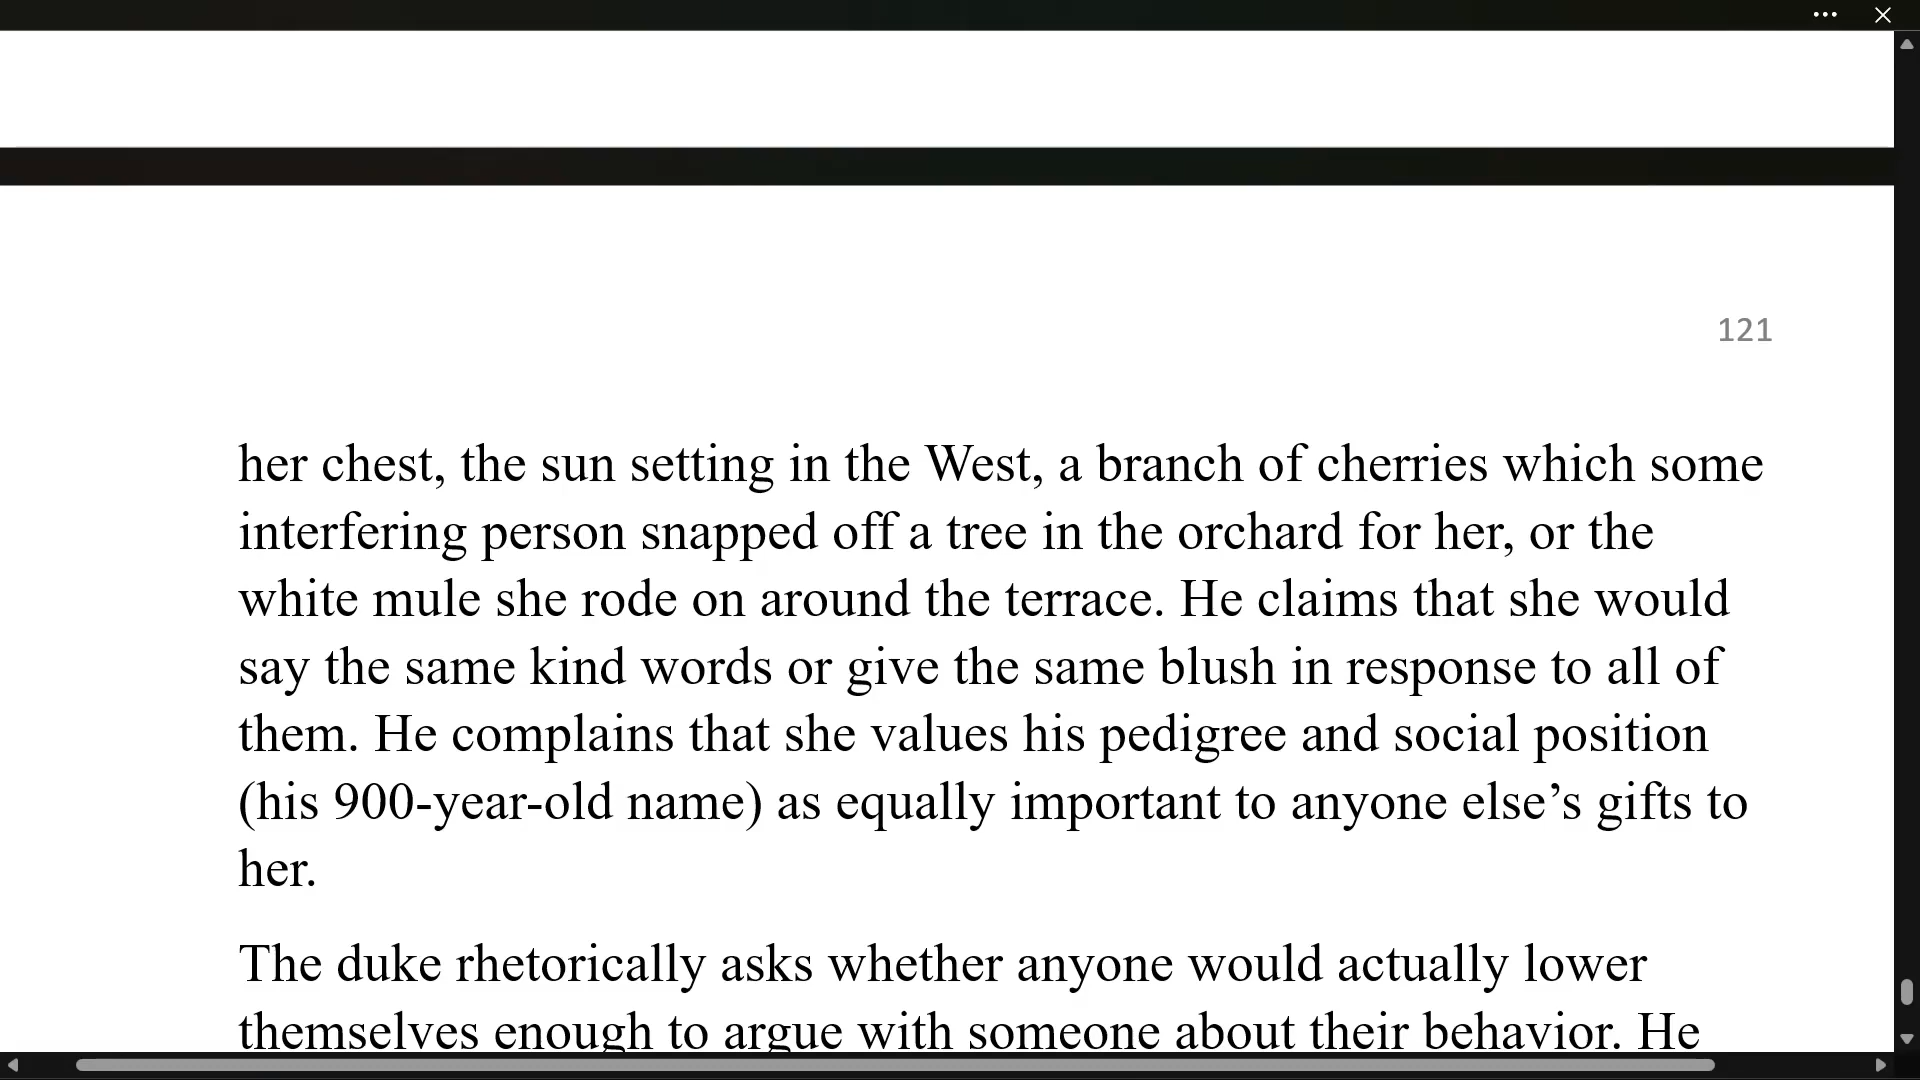 121
her chest, the sun setting in the West, a branch of cherries which some
interfering person snapped off a tree in the orchard for her, or the
white mule she rode on around the terrace. He claims that she would
say the same kind words or give the same blush in response to all of
them. He complains that she values his pedigree and social position
(his 900-year-old name) as equally important to anyone else’s gifts to
her.
The duke rhetorically asks whether anyone would actually lower
themselves enough to argue with someone about their behavior. He